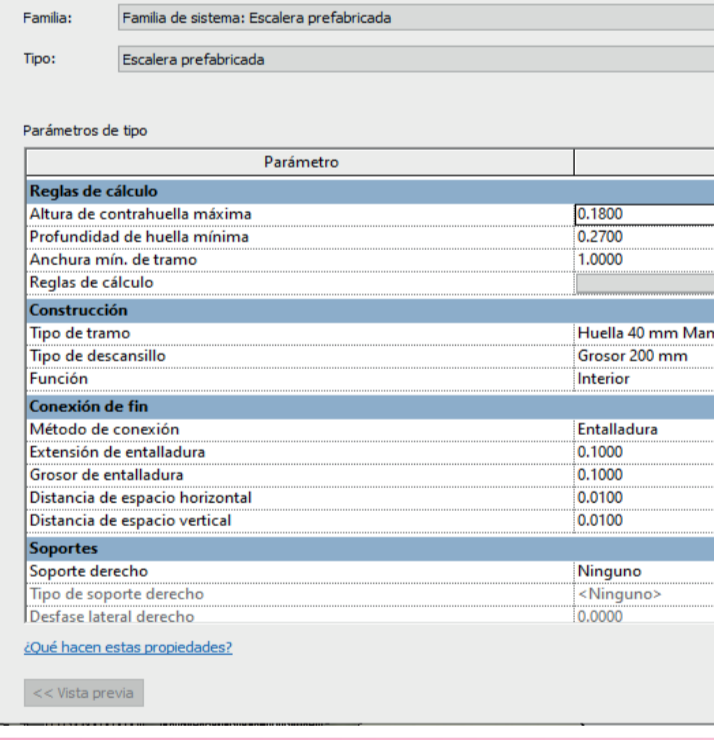 Familia: Familia de sistema: Escalera prefabricada
Tipo: Escalera prefabricada
Parámetros de tipo
Parámetro
Reglas de cálculo
Altura de contrahuella máxima 0.1800
Profundidad de huella mínima 0.2700
Anchura mín. de tramo 1.0000
Reglas de cálculo
Construcción
Tipo de tramo Huella 40 mm Man
Tipo de descansillo Grosor 200 mm
Función Interior
Conexión de fin
Método de conexión Entalladura
Extensión de entalladura 0.1000
Grosor de entalladura 0.1000
Distancia de espacio horizontal 0.0100
Distancia de espacio vertical 0.0100
Soportes
Soporte derecho Ninguno
Tipo de soporte derecho <Ninguno>
Desfase lateral derecho 0.0000
¿Qué hacen estas propiedades?
<< Vista previa